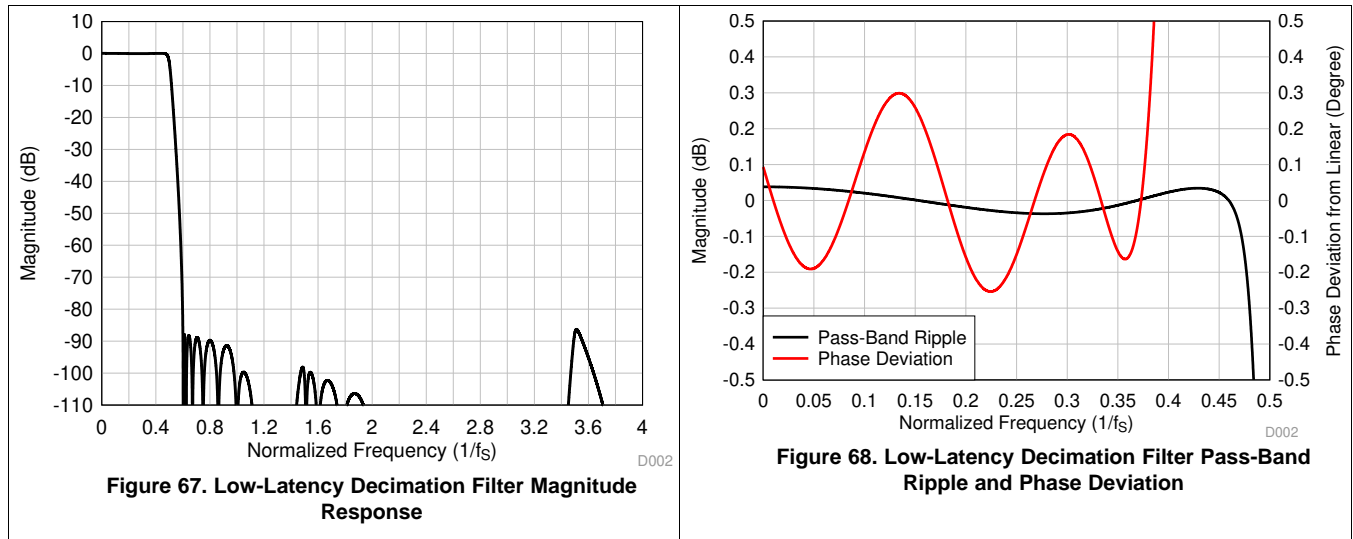 10
0
-10
-20
-30
-40
-50
-60
-70
-80
-90
-100
-110
Magnitude (dB)
0 0.4 0.8 1.2 1.6 2 2.4 2.8 3.2 3.6 4
Normalized Frequency (1/fS)
D002
Figure 67. Low-Latency Decimation Filter Magnitude
Response
0.5
0.4
0.3
0.2
0.1
0
-0.1
-0.2
-0.3
-0.4
-0.5
Magnitude (dB)
Pass-Band Ripple
Phase Deviation
0.5
0.4
0.3
0.2
0.1
0
-0.1
-0.2
-0.3
-0.4
-0.5
Phase Deviation from Linear (Degree)
0 0.05 0.1 0.15 0.2 0.25 0.3 0.35 0.4 0.45 0.5
Normalized Frequency (1/fS)
D002
Figure 68. Low-Latency Decimation Filter Pass-Band
Ripple and Phase Deviation